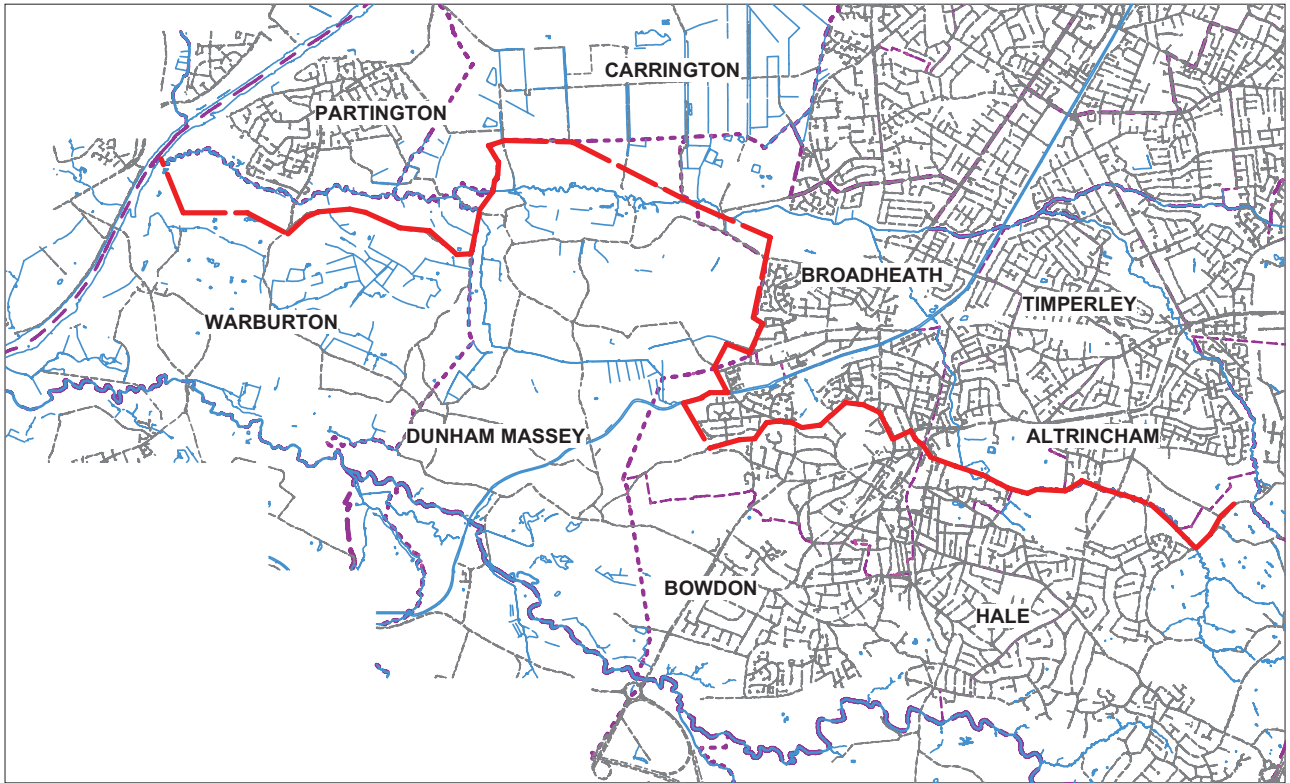 CARRINGTON
PARTINGTON
BROADHEATH
TIMPERLEY
WARBURTON
DUNHAM MASSEY
ALTRINCHAM
BOWDON
HALE